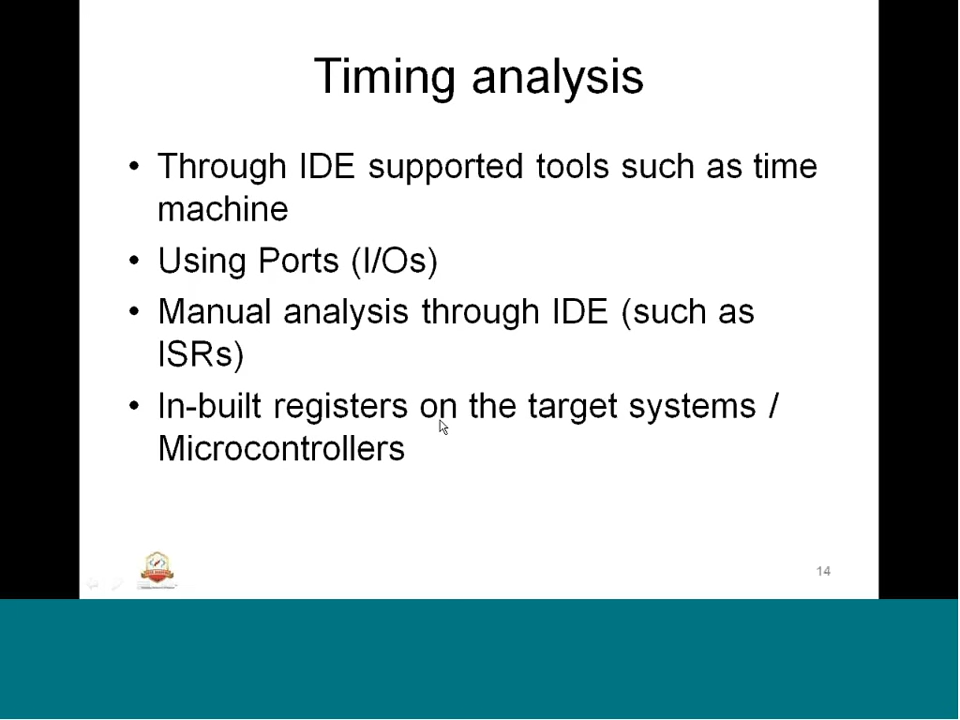 Timing analysis
• Through IDE supported tools such as time
machine
• Using Ports (I/Os)
• Manual analysis through IDE (such as
ISRs)
• In-built registers on the target systems /
Microcontrollers
14